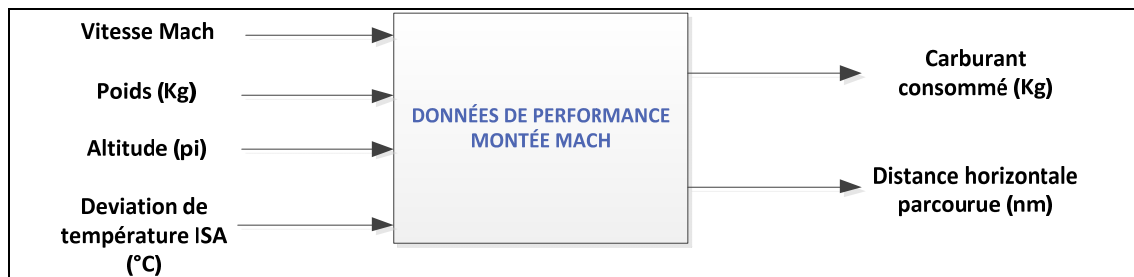 Vitesse Mach
Poids (Kg)
Altitude (pi)
Deviation de
température ISA
(°C)
DONNÉES DE PERFORMANCE
MONTÉE MACH
Carburant
consommé (Kg)
Distance horizontale
parcourue (nm)